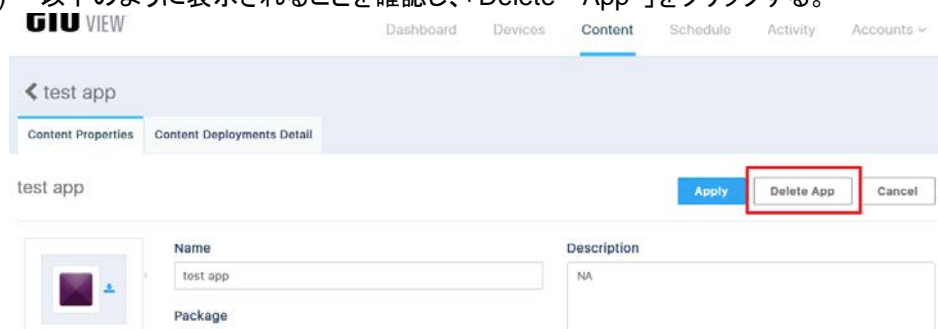 以下のように表示されることを確認し、「Delete App」をクリックする。
GIU VIEW Dashboard Devices Content Schedule Activity Accounts
test app
Content Properties Content Deployments Detail
test app Apply Delete App Cancel
Name Description
test app NA
Package